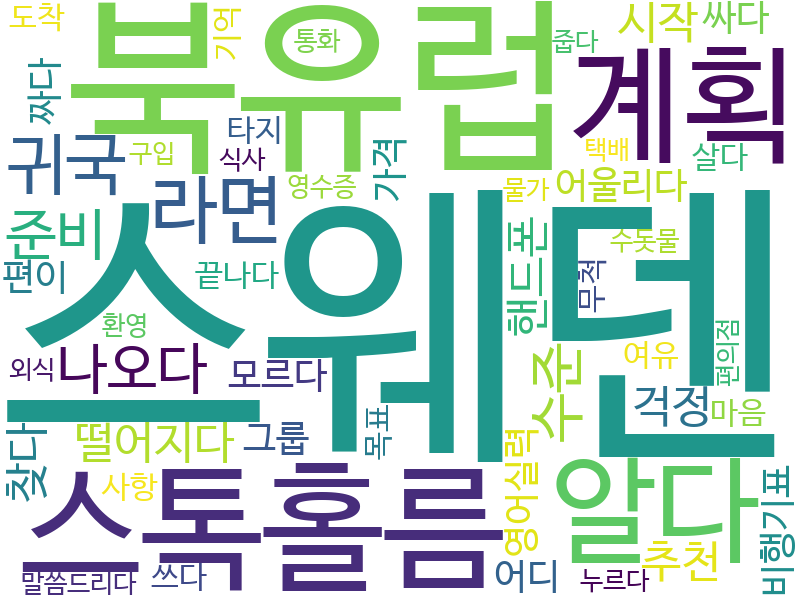 도착
기억
통화
줍다
시작
싸다
북유럽
계획
짜다
귀국
구입
타지
식사
택배
살다
라면
영수증
가격
물가
어울리다
준비
스웨덴
편이
끝나다
핸드폰
무척
수돗물
환영
외식
나오다
모르다
수준
여유
편의점
걱정
마음
찾다
떨어지다
그룹
목표
스톡홀름
사항
영어실력
알다
추천
비행기표
말씀드리다
쓰다
어디
누르다